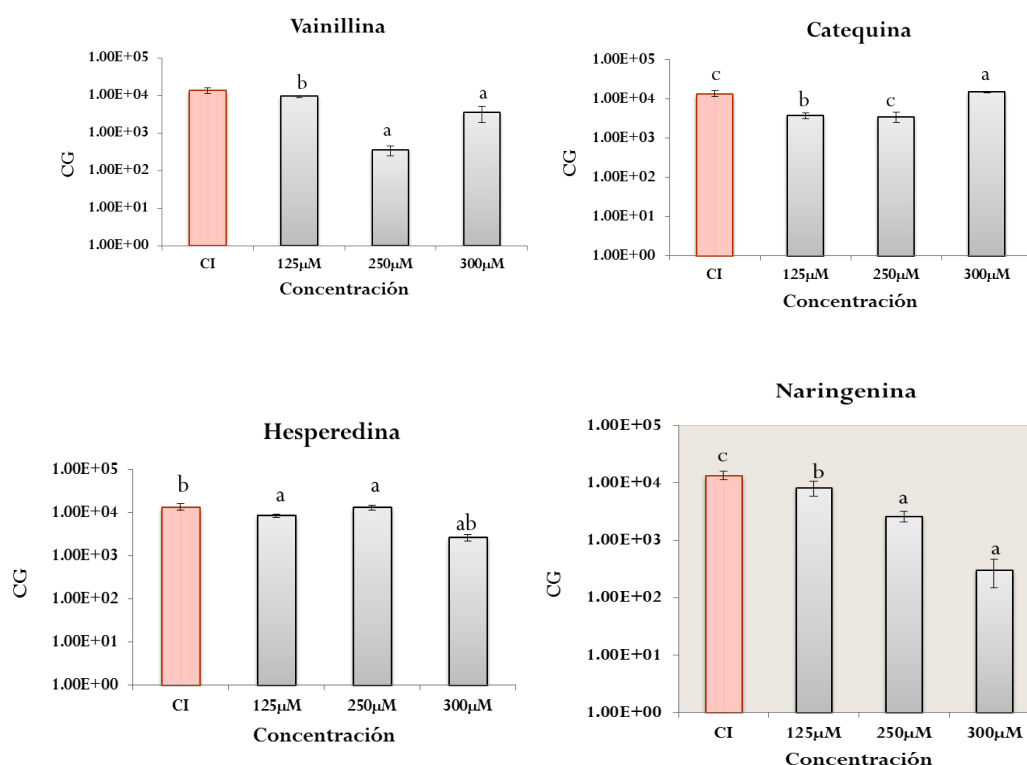 Vainillina
1.00E+05
1.00E+04
1.00E+03
1.00E+02
1.00E+01
1.00E+00
CG
b
a
a
CI 125µM 250µM 300µM
Concentración
Catequina
1.00E+05
1.00E+04
1.00E+03
1.00E+02
1.00E+01
1.00E+00
CG
c
b
c
a
CI 125µM 250µM 300µM
Concentración
Hesperedina
1.00E+05
1.00E+04
1.00E+03
1.00E+02
1.00E+01
1.00E+00
CG
b
a
a
ab
CI 125µM 250µM 300µM
Concentración
Naringenina
1.00E+05
1.00E+04
1.00E+03
1.00E+02
1.00E+01
1.00E+00
CG
c
b
a
a
CI 125µM 250µM 300µM
Concentración